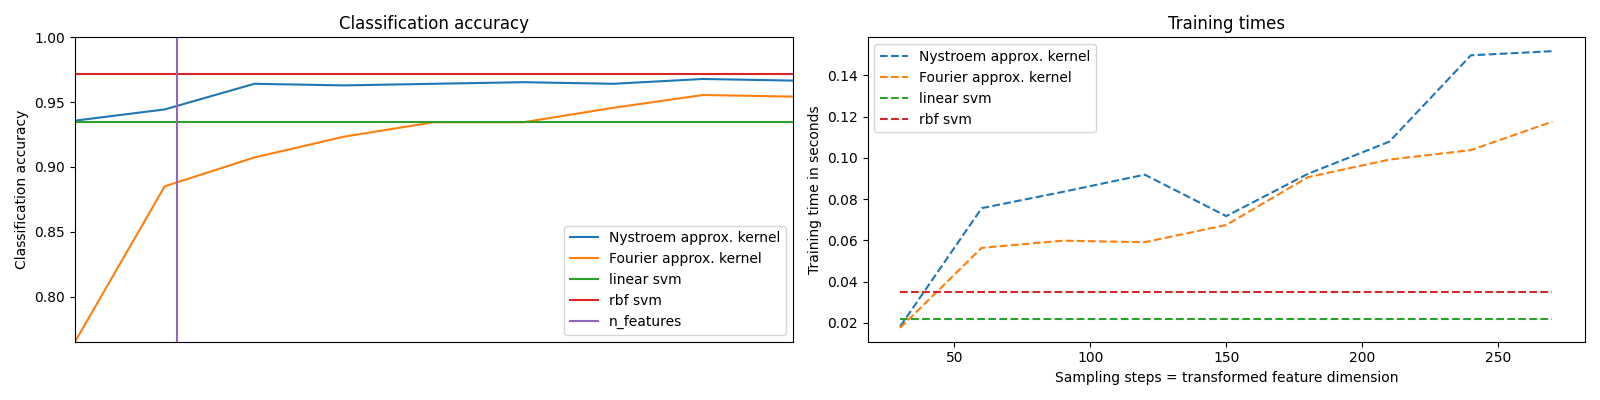 Classification accuracy
1.00
0.95
0.90
0.85
0.80
Classification accuracy
Nystroem approx. kernel
Fourier approx. kernel
linear svm
rbf svm
n_features
Training times
Nystroem approx. kernel
Fourier approx. kernel
linear svm
rbf svm
0.14
0.12
0.10
0.08
0.06
0.04
0.02
Training time in seconds
50 100 150 200 250
Sampling steps = transformed feature dimension